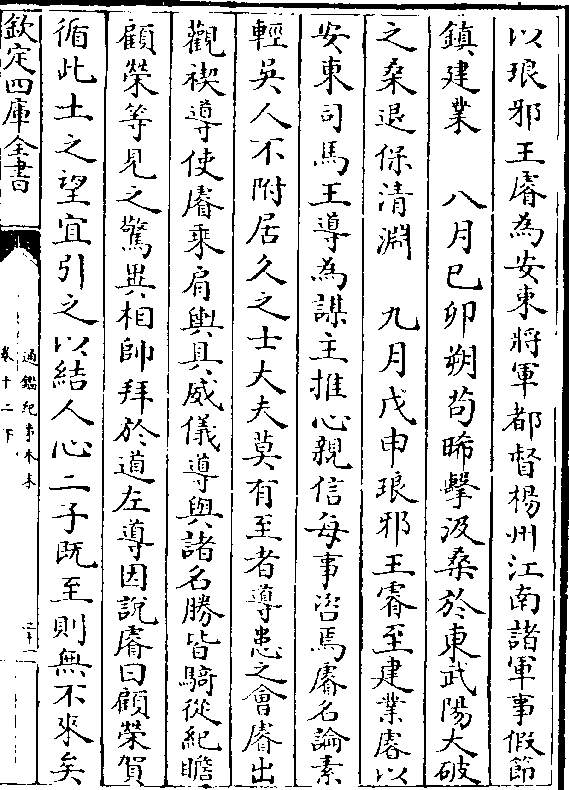 以琅邪王睿為安東將軍都督楊州江南諸軍事假節
鎮建業　八月已卯朔茍晞擊汲桑於東武陽大破
之桑退保清淵　九月戊申琅邪王睿至建業睿以
安東司馬王導為謀主推心親信每事咨焉睿名論素
輕吳人不附居久之士大夫莫有至者導患之會睿出
觀禊導使睿乘肩輿具威儀導與諸名勝皆騎從紀瞻
顧榮等見之驚異相帥拜於道左導因說睿曰顧榮賀
循此土之望宜引之以結人心二子既至則無不來矣
欽定四庫全書
通鑑紀事本末
卷十二下